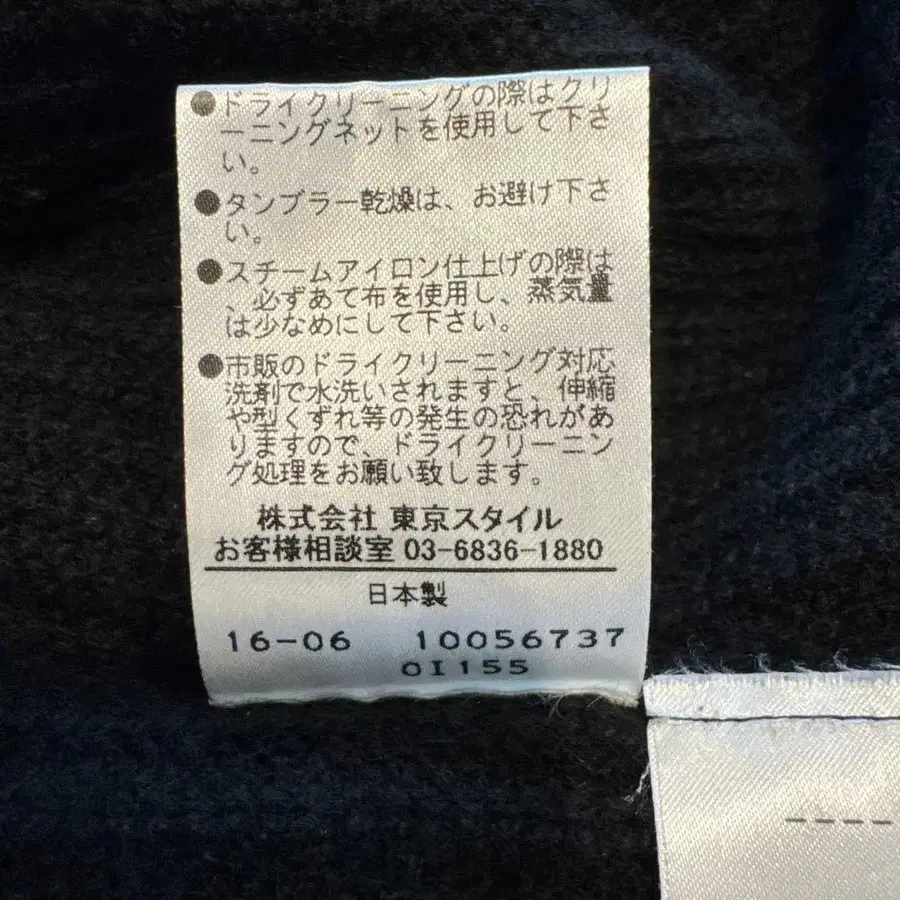 ●ドライクリーニングの際はクリ
ーニングネットを使用して下さ
い。
●タンブラー乾燥は、お避け下さ
い。
●スチームアイロン仕上げの際は
、必ずあて布を使用し、蒸気量
は少なめにして下さい。
●市販のドライクリーニング対応
洗剤で水洗いされますと、伸縮
や型くずれ等の発生の恐れがあ
りますので、ドライクリーニン
グ処理をお願い致します。
株式会社 東京スタイル
お客様相談室 03-6836-1880
日本製
16-06 10056737
0I155
----